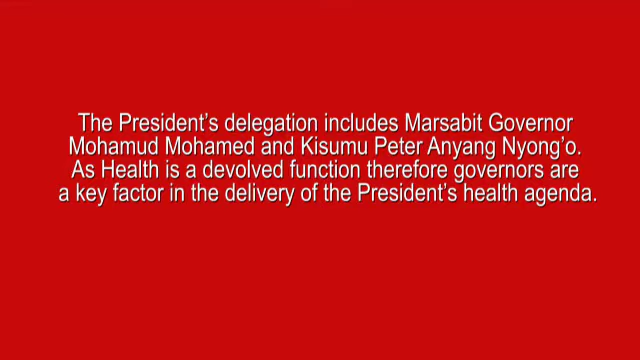 The President's delegation includes Marsabit Governor
Mohamud Mohamed and Kisumu Peter Anyang Nyong'o.
As Health is a devolved function therefore governors are
a key factor in the delivery of the President's health agenda.